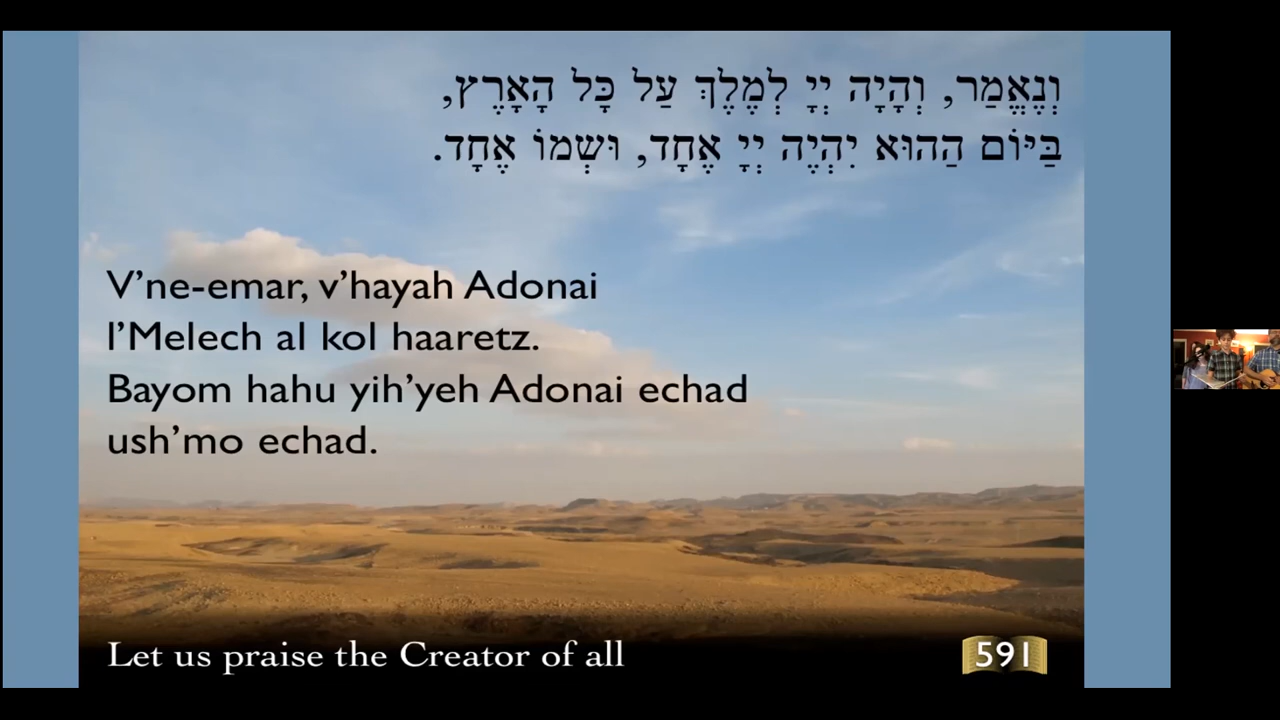 וְנֶאֱמַר, וְהָיָה יְיָ לְמֶלֶךְ עַל כָּל הָאָרֶץ,
בַּיּוֹם הַהוּא יִהְיֶה יְיָ אֶחָד, וּשְׁמוֹ אֶחָד.
V’ne-emar, v’hayah Adonai
l’Melech al kol haaretz.
Bayom hahu yih’yeh Adonai echad
ush’mo echad.
Let us praise the Creator of all
591